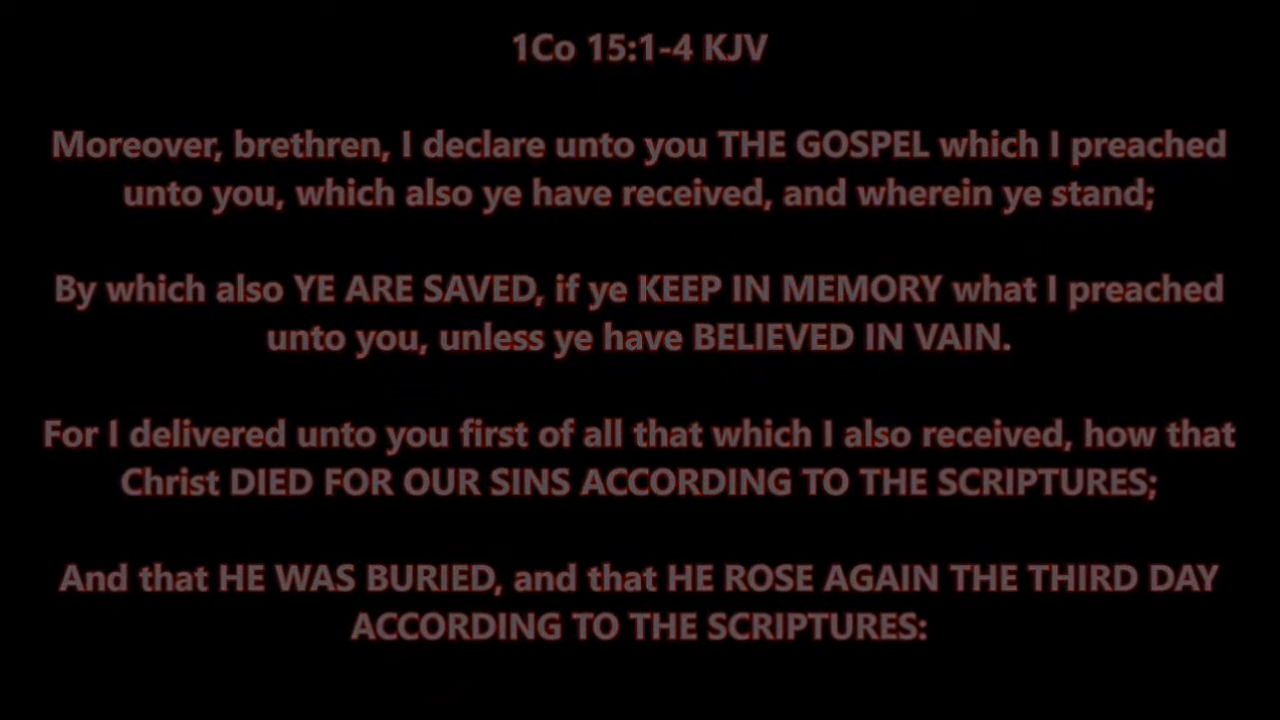 1Co 15:1-4 KJV
Moreover, brethren, I declare unto you THE GOSPEL which I preached
unto you, which also ye have received, and wherein ye stand;
By which also YE ARE SAVED, if ye KEEP IN MEMORY what I preached
unto you, unless ye have BELIEVED IN VAIN.
For I delivered unto you first of all that which I also received, how that
Christ DIED FOR OUR SINS ACCORDING TO THE SCRIPTURES;
And that HE WAS BURIED, and that HE ROSE AGAIN THE THIRD DAY
ACCORDING TO THE SCRIPTURES: